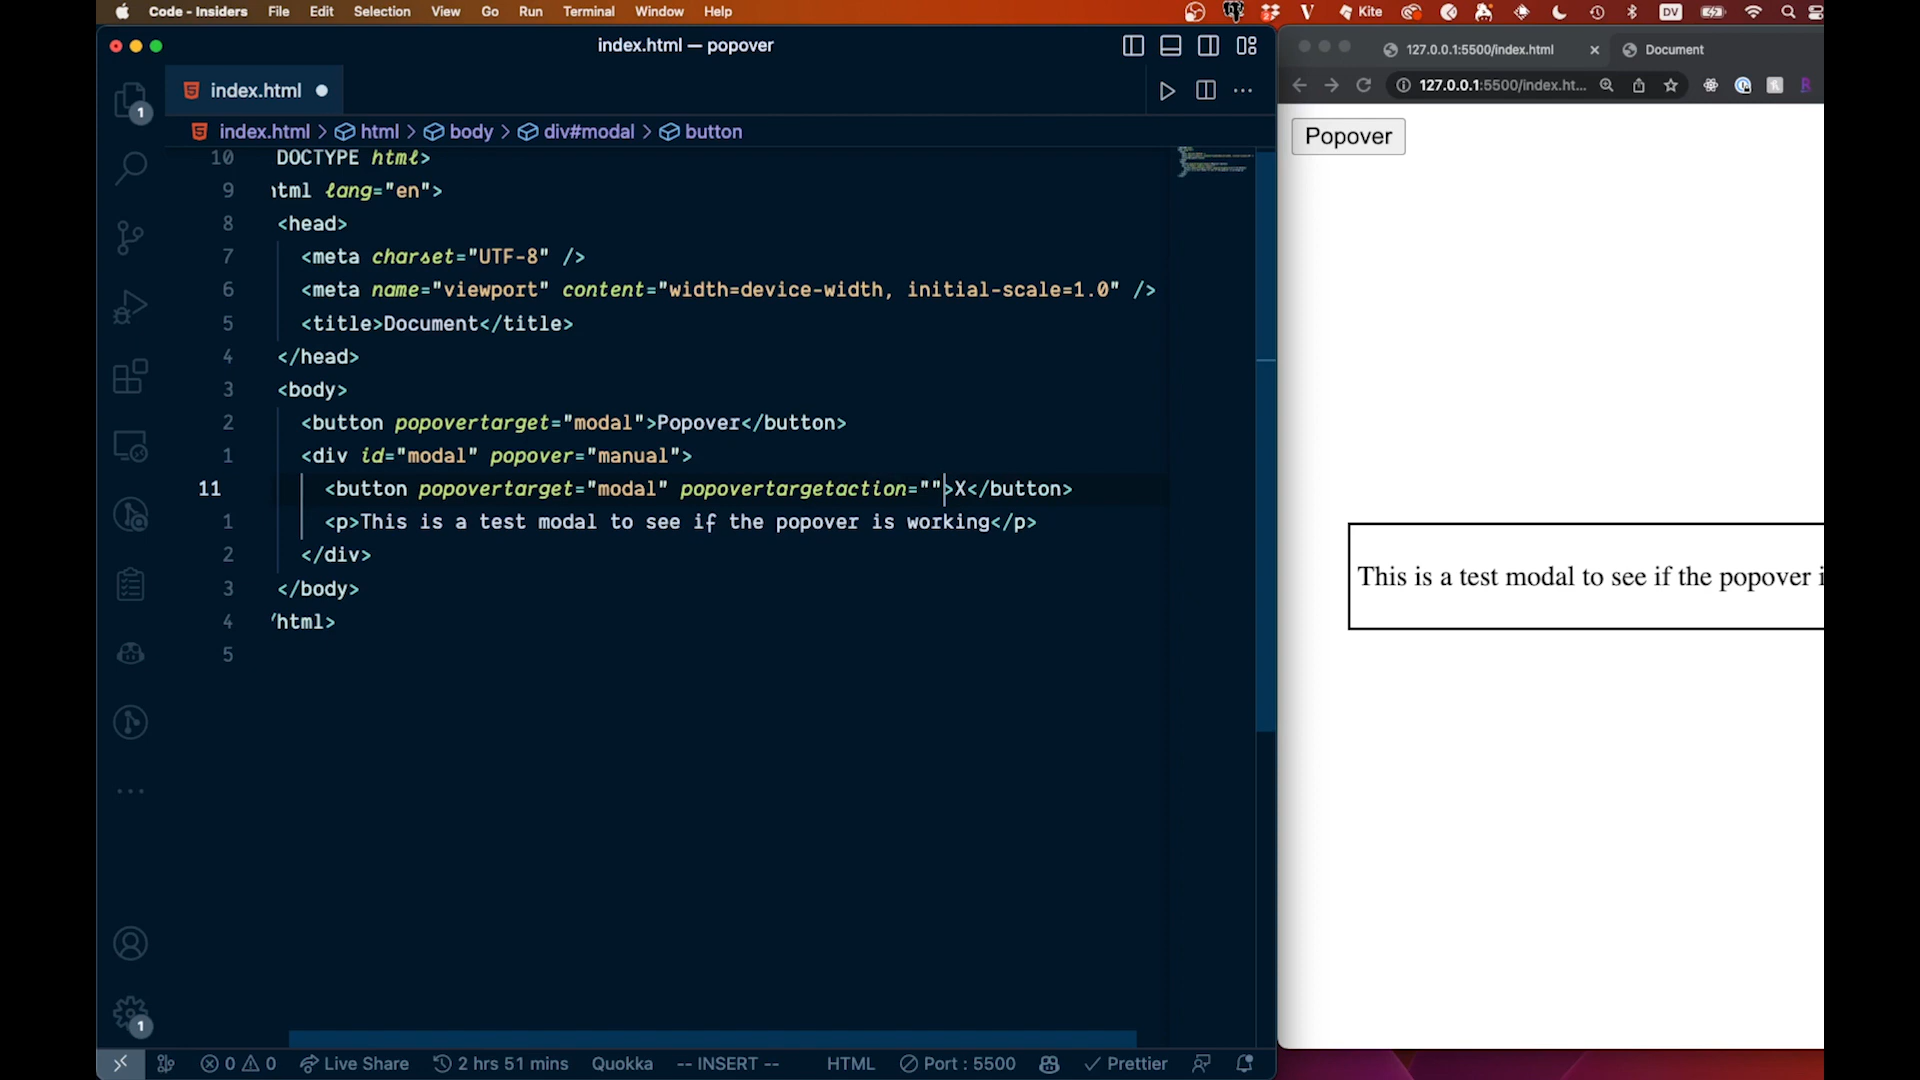 Code - Insiders File Edit Selection View Go Run Terminal Window Help
V Kite DV
index.html — popover
index.html
index.html > html > body > div#modal > button
10 DOCTYPE html>
9 html lang="en">
8 <head>
7 <meta charset="UTF-8" />
6 <meta name="viewport" content="width=device-width, initial-scale=1.0" />
5 <title>Document</title>
4 </head>
3 <body>
2 <button popovertarget="modal">Popover</button>
1 <div id="modal" popover="manual">
11 <button popovertarget="modal" popovertargetaction="">X</button>
1 <p>This is a test modal to see if the popover is working</p>
2 </div>
3 </body>
4 /html>
5
1
1
0 0 Live Share 2 hrs 51 mins Quokka -- INSERT -- HTML Port : 5500 Prettier
127.0.0.1:5500/index.html Document
127.0.0.1:5500/index.ht...
Popover
This is a test modal to see if the popover i